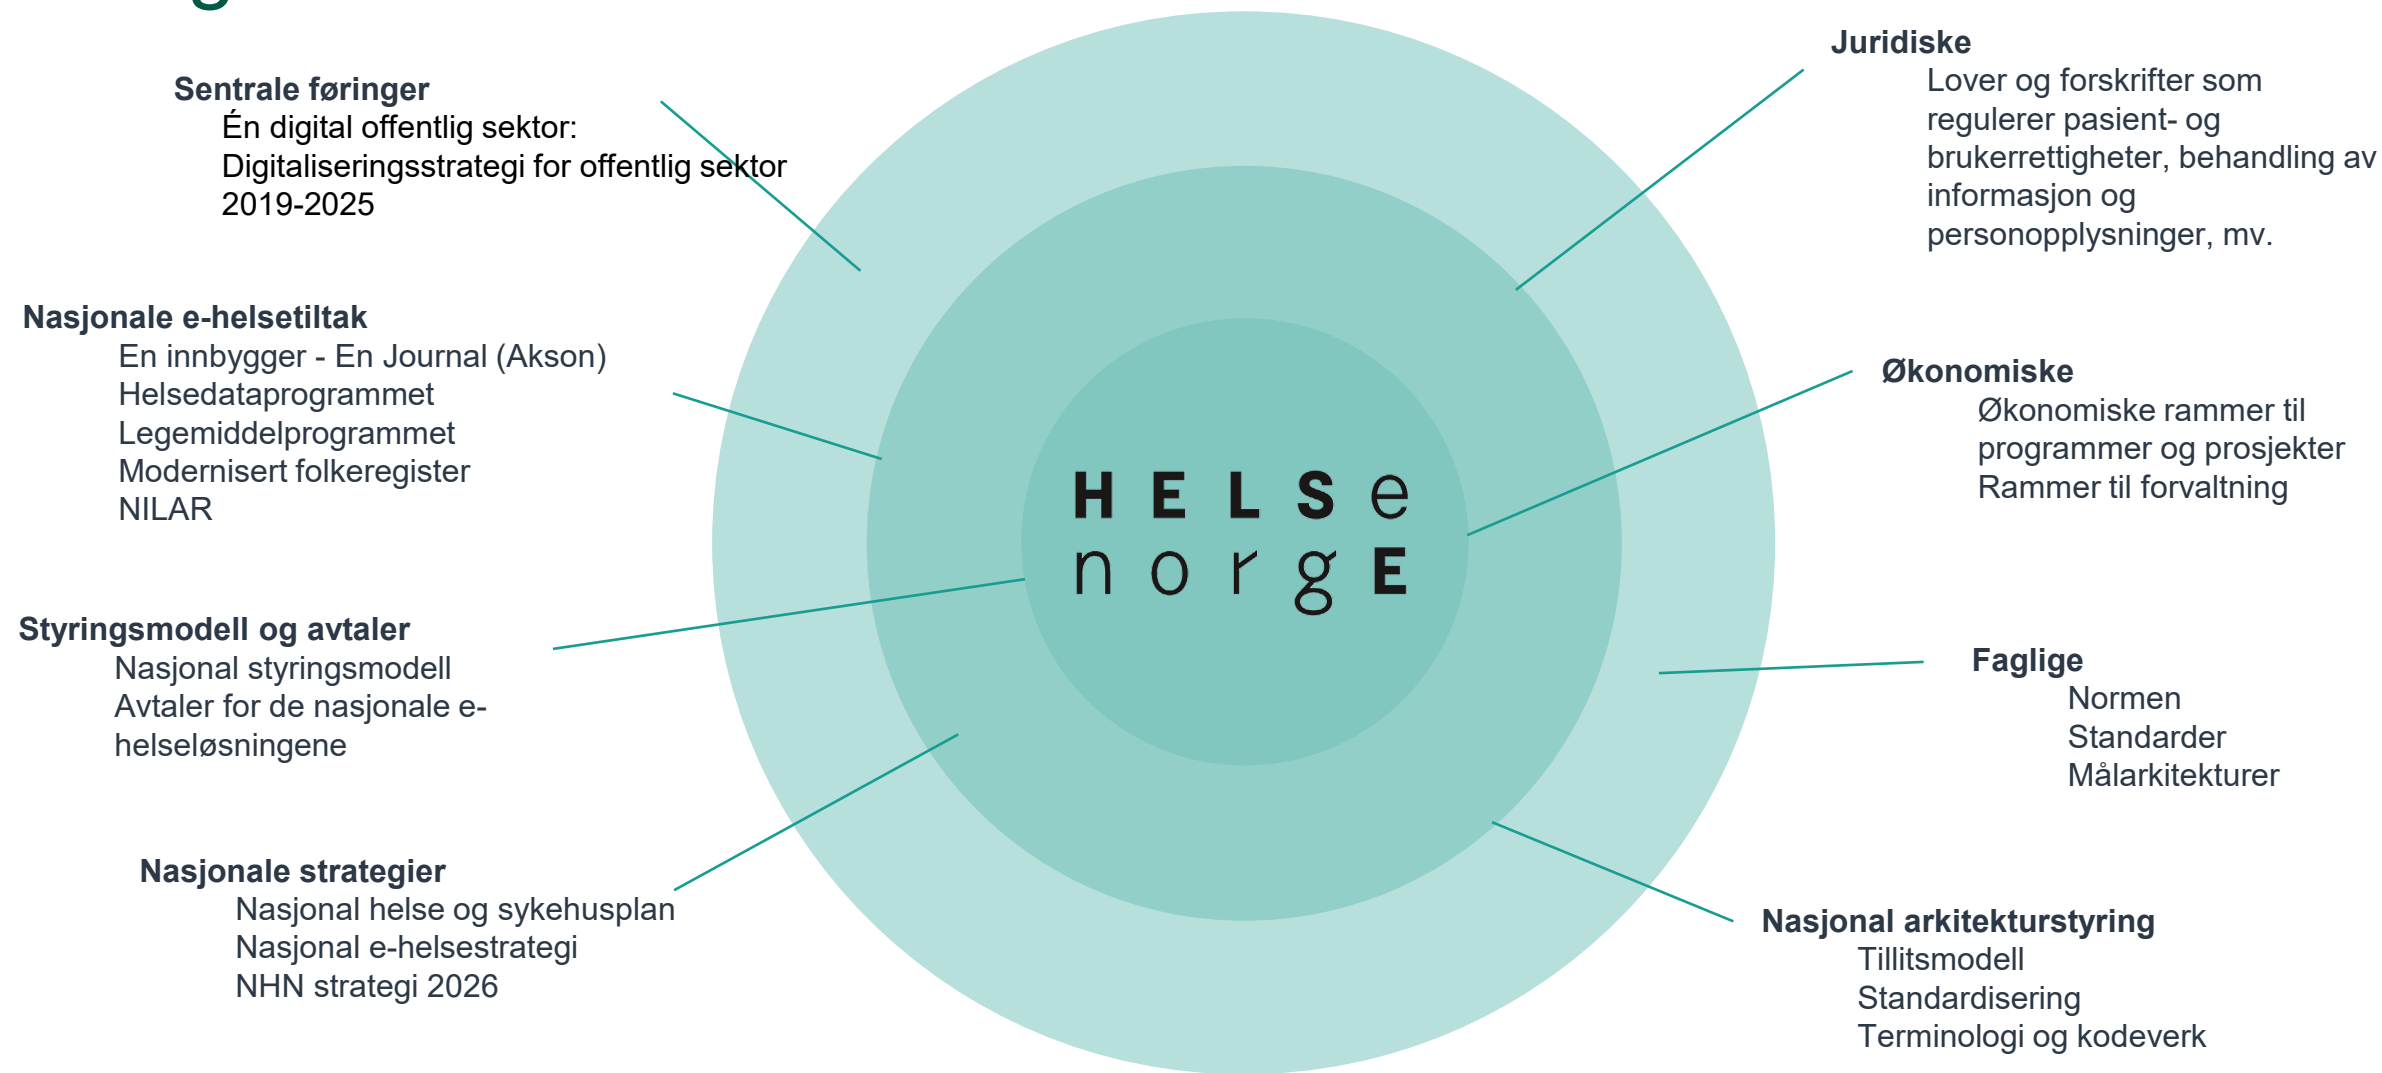 Sentrale føringer
Én digital offentlig sektor:
Digitaliseringsstrategi for offentlig sektor
2019-2025
Nasjonale e-helsetiltak
En innbygger - En Journal (Akson)
Helsedataprogrammet
Legemiddelprogrammet
Modernisert folkeregister
NILAR
Styringsmodell og avtaler
Nasjonal styringsmodell
Avtaler for de nasjonale e-
helseløsningene
Nasjonale strategier
Nasjonal helse og sykehusplan
Nasjonal e-helsestrategi
NHN strategi 2026
HELSe
norgE
Juridiske
Lover og forskrifter som
regulerer pasient- og
brukerrettigheter, behandling av
informasjon og
personopplysninger, mv.
Økonomiske
Økonomiske rammer til
programmer og prosjekter
Rammer til forvaltning
Faglige
Normen
Standarder
Målarkitekturer
Nasjonal arkitekturstyring
Tillitsmodell
Standardisering
Terminologi og kodeverk